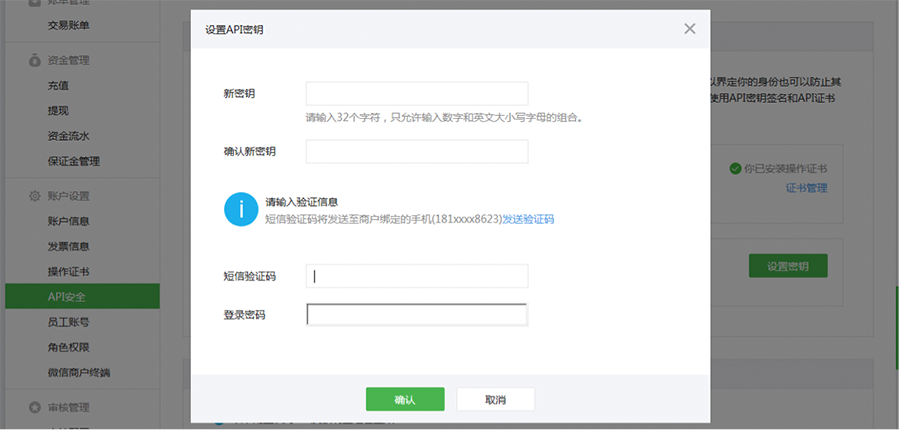 账单管理
交易账单
资金管理
充值
提现
资金流水
保证金管理
账户设置
账户信息
发票信息
操作证书
API安全
员工账号
角色权限
微信商户终端
审核管理
设置API密钥
新密钥
请输入32个字符，只允许输入数字和英文大小写字母的组合。
确认新密钥
请输入验证信息
短信验证码将发送至商户绑定的手机(181xxxx8623)发送验证码
短信验证码
登录密码
确认
取消
以界定你的身份也可以防止其
使用API密钥签名和API证书
你已安装操作证书
证书管理
设置密钥